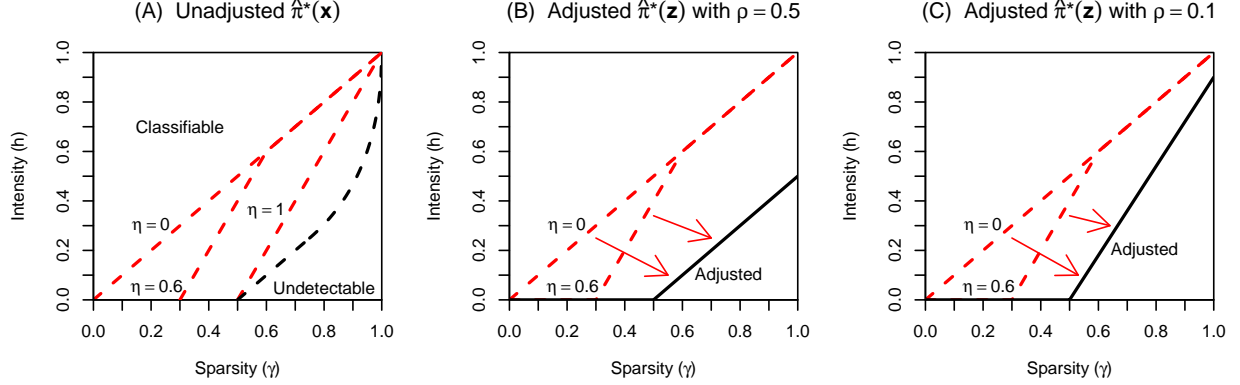 (A) Unadjusted π̂*(x)
Intensity (h)
0.0 0.2 0.4 0.6 0.8 1.0
Classifiable
η = 0
η = 1
η = 0.6
Undetectable
0.0 0.2 0.4 0.6 0.8 1.0
Sparsity (γ)
(B) Adjusted π̂*(z) with ρ = 0.5
Intensity (h)
0.0 0.2 0.4 0.6 0.8 1.0
η = 0
η = 0.6
Adjusted
0.0 0.2 0.4 0.6 0.8 1.0
Sparsity (γ)
(C) Adjusted π̂*(z) with ρ = 0.1
Intensity (h)
0.0 0.2 0.4 0.6 0.8 1.0
η = 0
η = 0.6
Adjusted
0.0 0.2 0.4 0.6 0.8 1.0
Sparsity (γ)